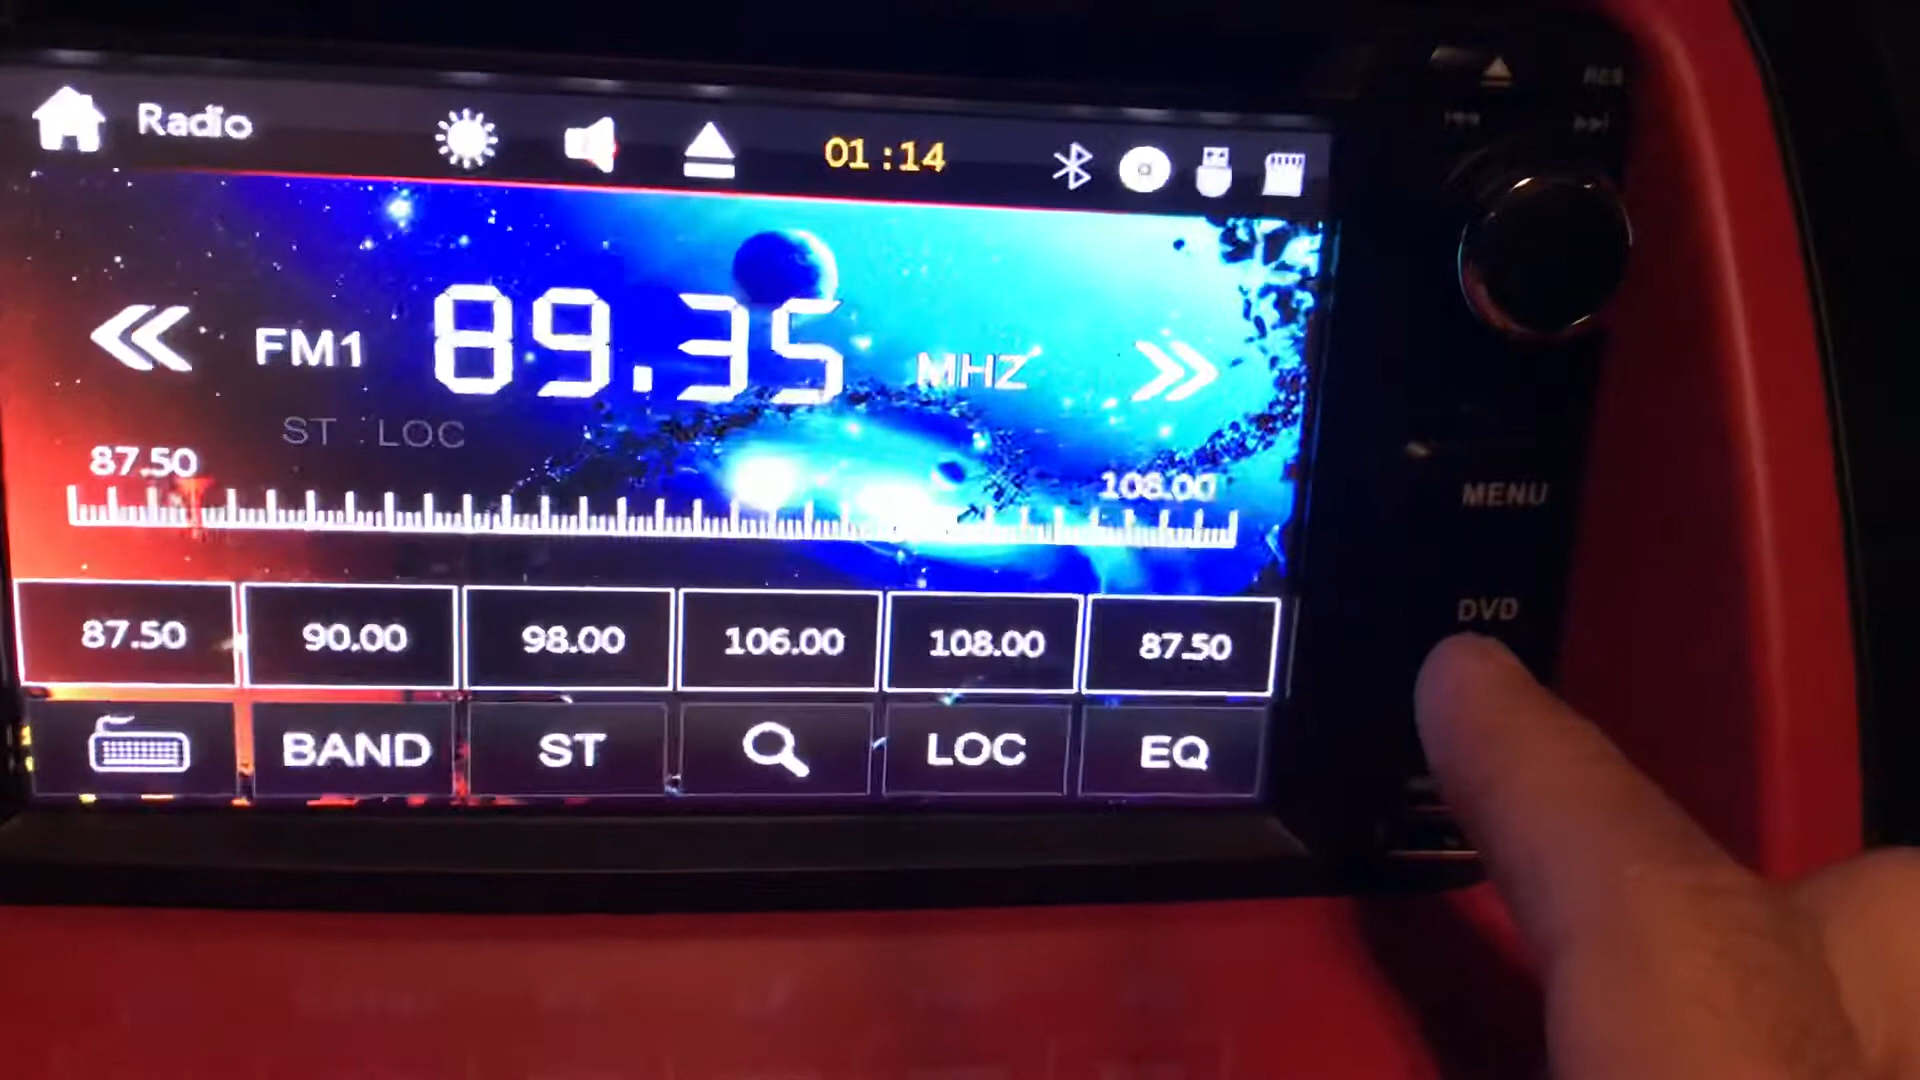 Radio
01:14
RES
FM1 89.35 MHZ
ST LOC
87.50
108.00
MENU
DVD
87.50 90.00 98.00 106.00 108.00 87.50
BAND ST LOC EQ